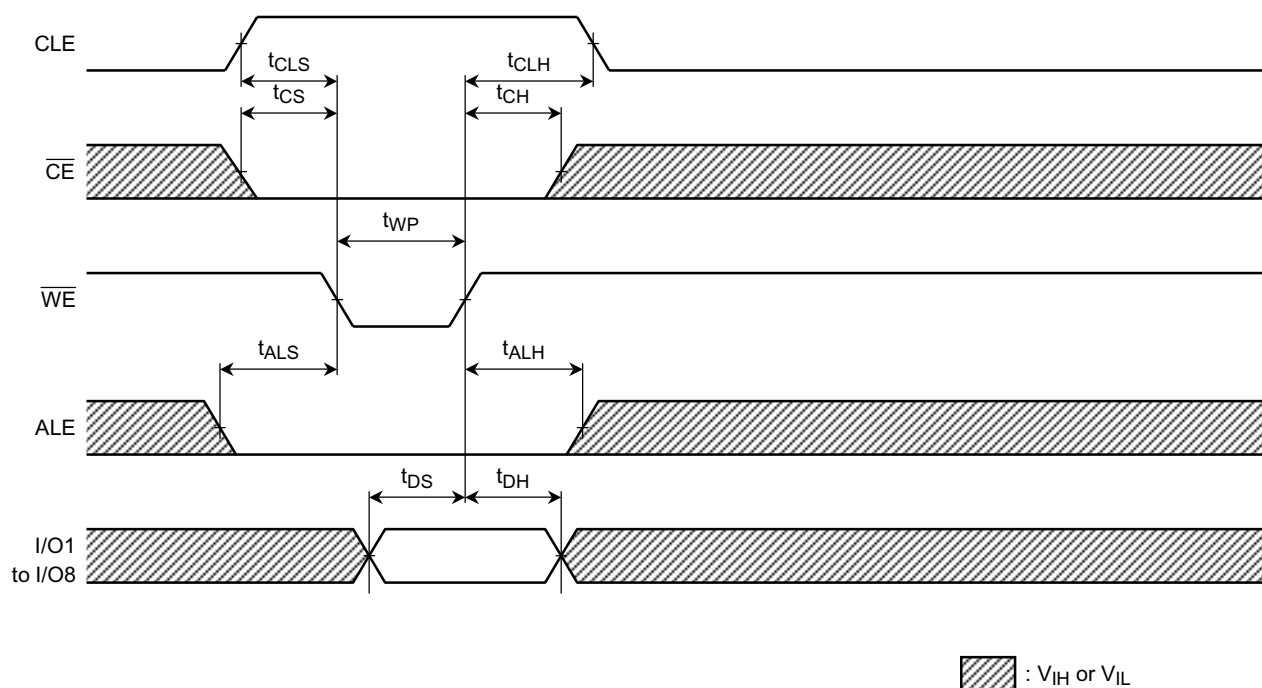 CLE
tCLS
tCLH
tCS
tCH
CE
tWP
WE
tALS
tALH
ALE
tDS
tDH
I/O1
to I/O8
: VIH or VIL